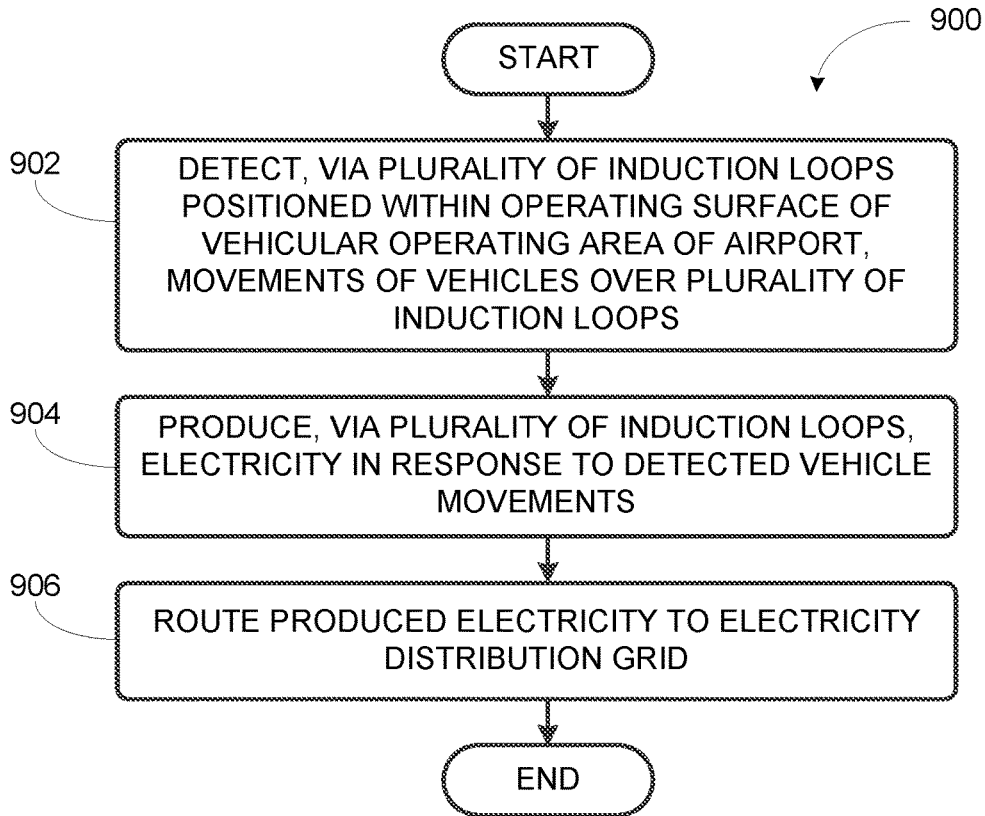 900
START
902
DETECT, VIA PLURALITY OF INDUCTION LOOPS
POSITIONED WITHIN OPERATING SURFACE OF
VEHICULAR OPERATING AREA OF AIRPORT,
MOVEMENTS OF VEHICLES OVER PLURALITY OF
INDUCTION LOOPS
904
PRODUCE, VIA PLURALITY OF INDUCTION LOOPS,
ELECTRICITY IN RESPONSE TO DETECTED VEHICLE
MOVEMENTS
906
ROUTE PRODUCED ELECTRICITY TO ELECTRICITY
DISTRIBUTION GRID
END